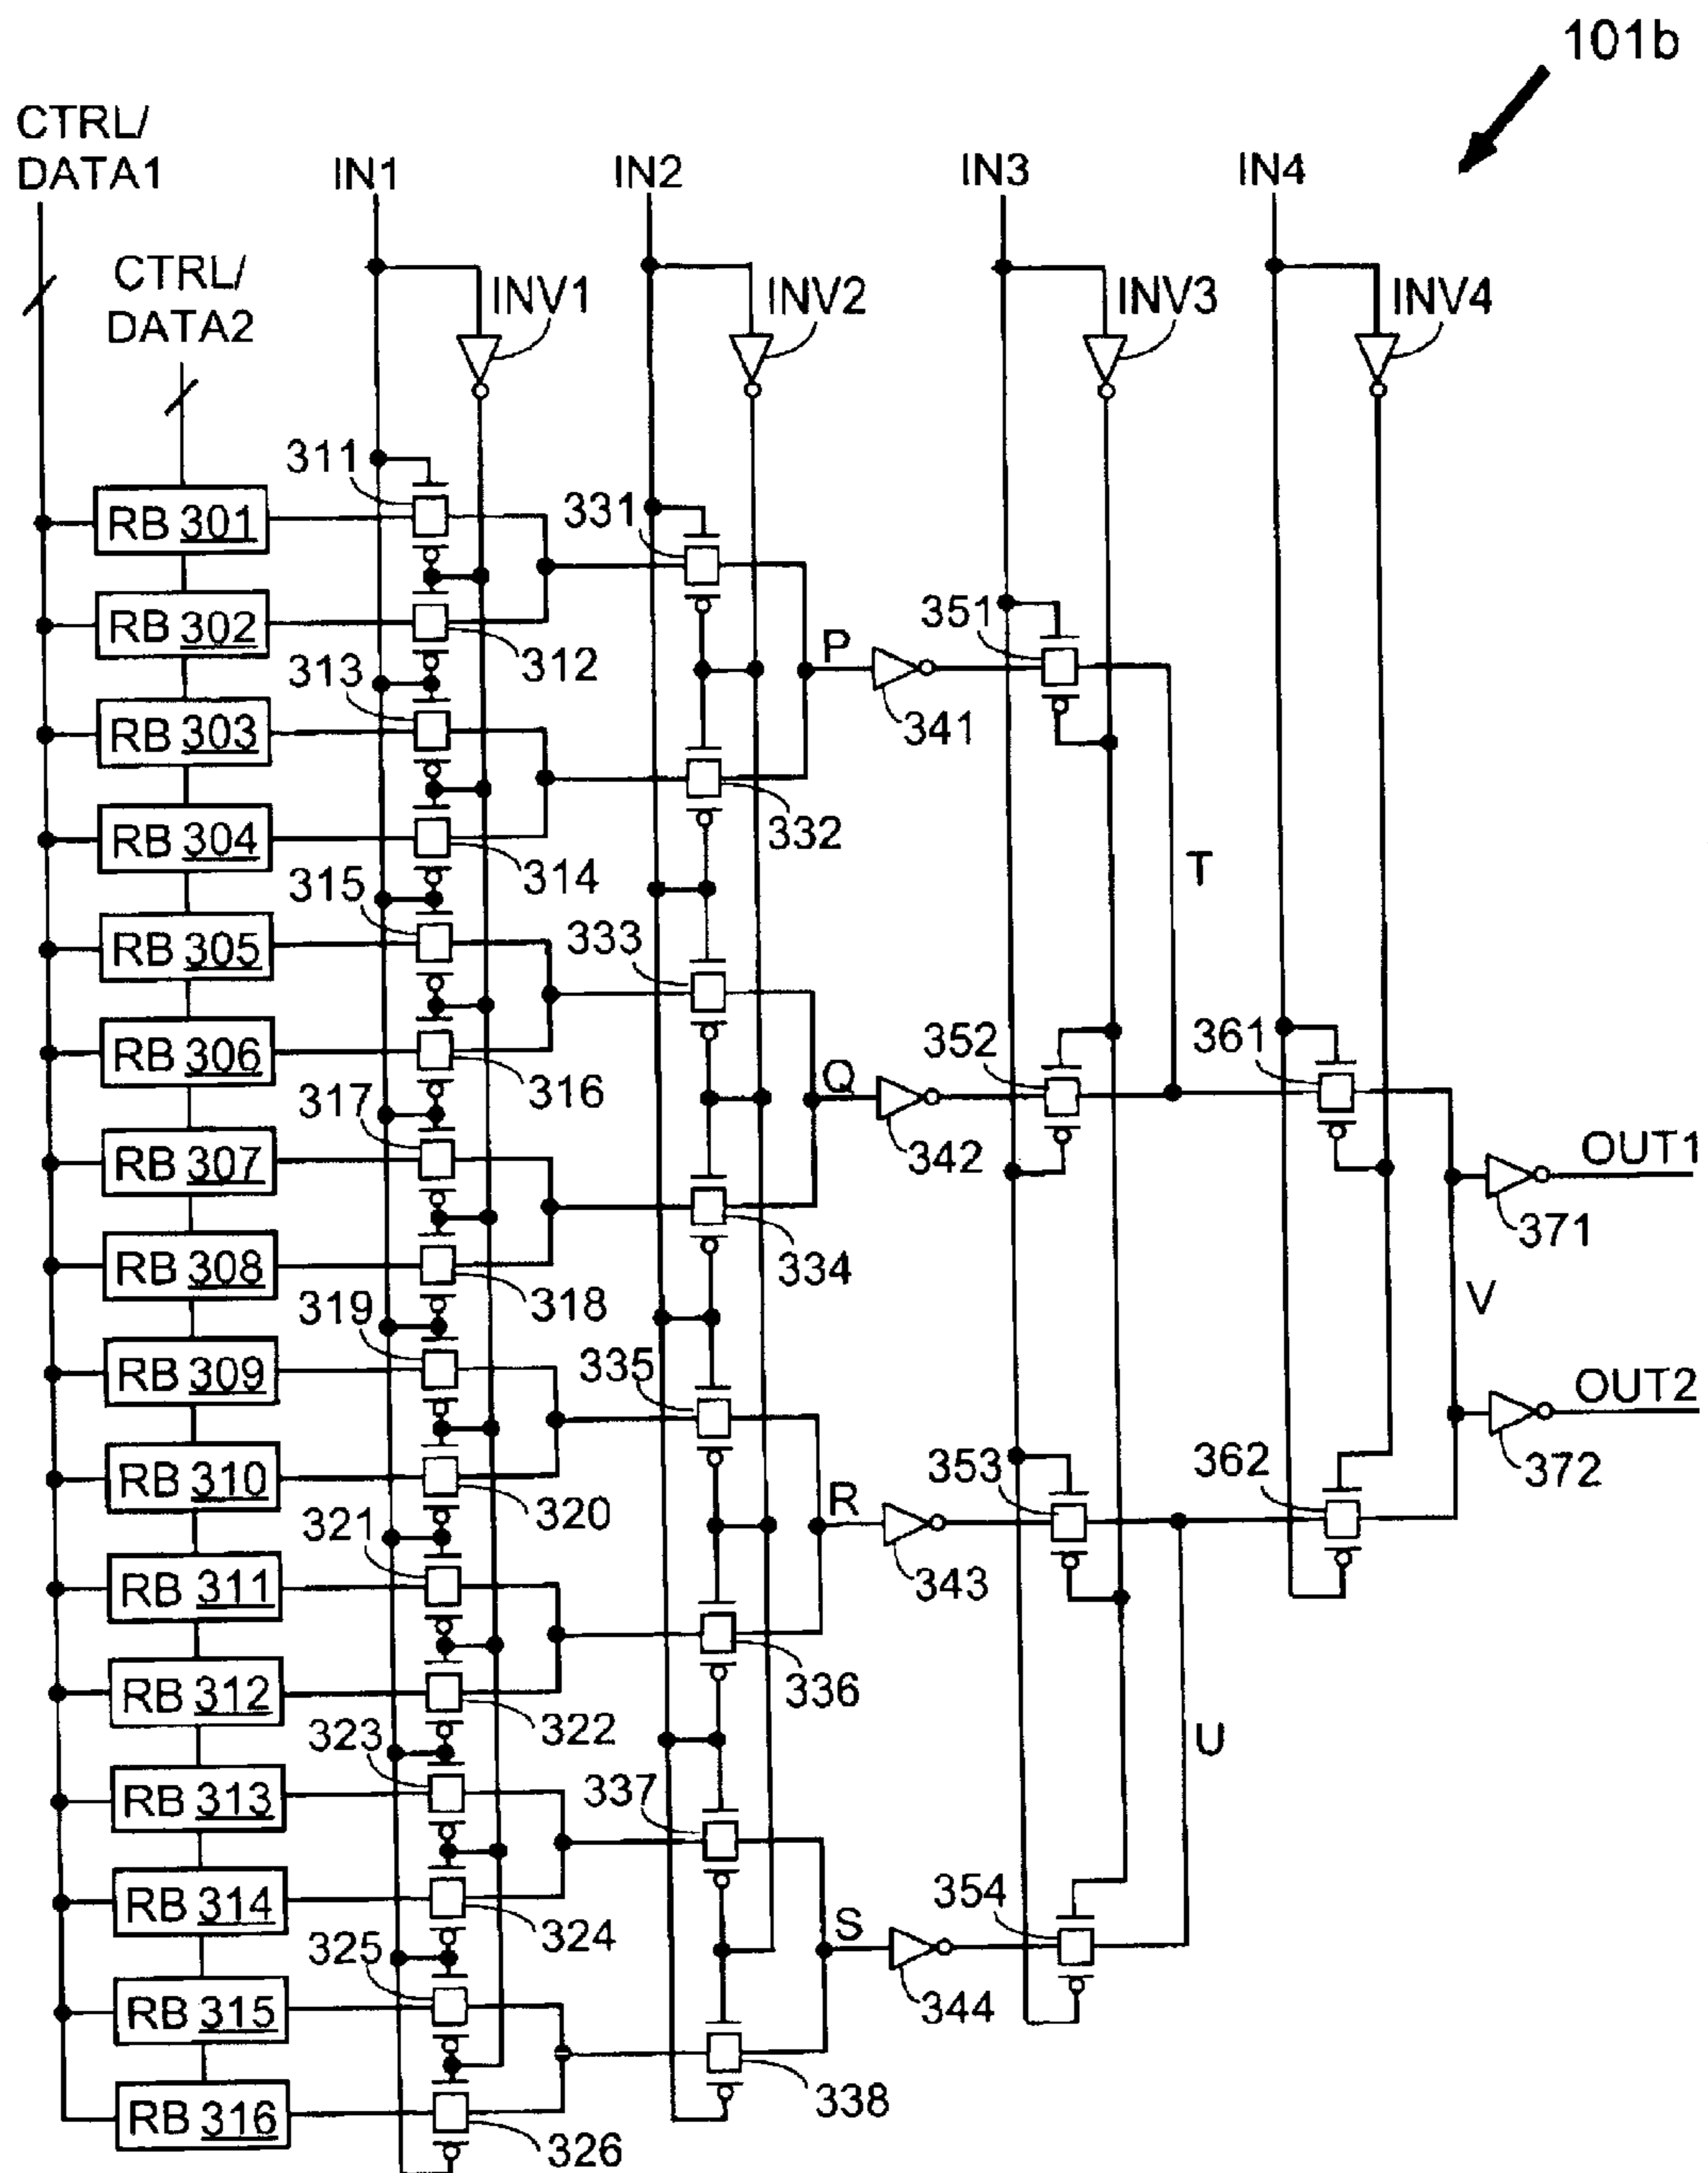 101b
CTRL/
DATA1
IN1
IN2
IN3
IN4
CTRL/
DATA2
INV1
INV2
INV3
INV4
311
RB 301
331
RB 302
312
351
P
313
RB 303
341
RB 304
314
332
T
315
RB 305
333
RB 306
316
352
361
Q
317
RB 307
342
OUT1
RB 308
318
334
371
V
319
RB 309
335
OUT2
RB 310
320
353
362
372
R
321
RB 311
343
RB 312
322
336
U
323
RB 313
337
RB 314
324
354
S
325
RB 315
344
RB 316
326
338